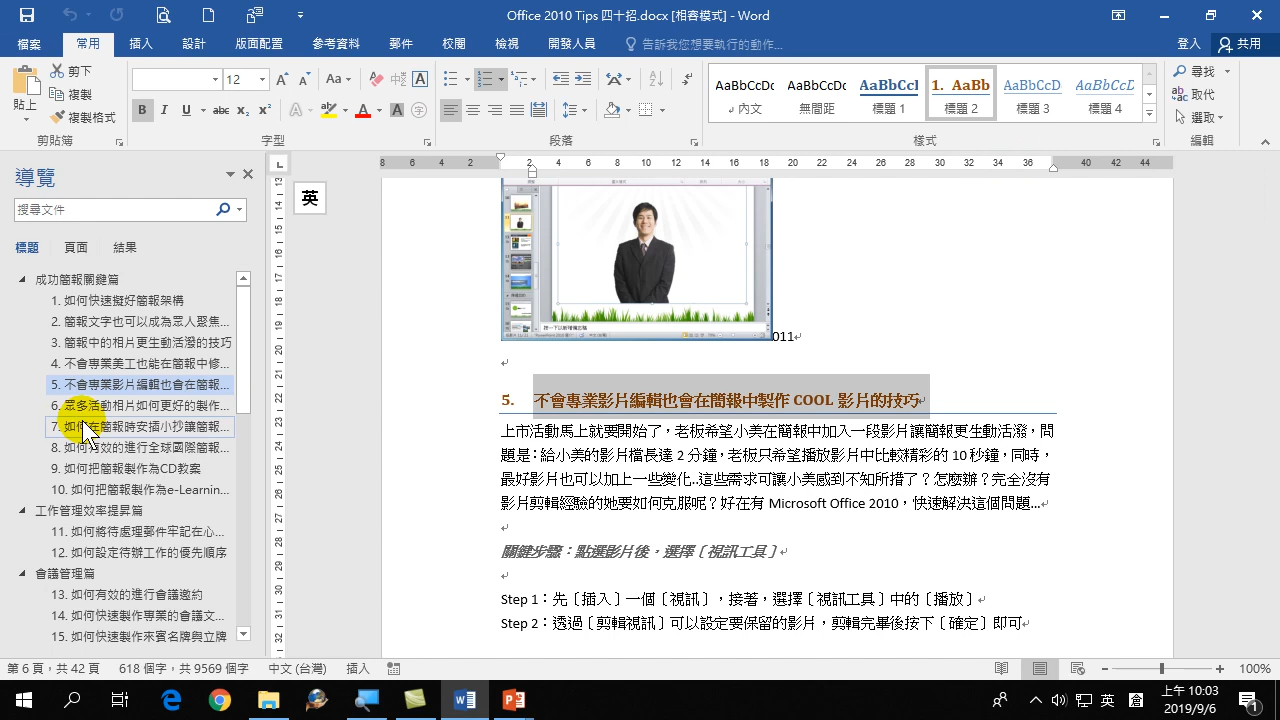 Office 2010 Tips 四十招.docx [相容模式] - Word
檔案 常用 插入 設計 版面配置 參考資料 郵件 校閱 檢視 開發人員 告訴我您想要執行的動作... 登入 共用
貼上 剪下 複製 複製格式
12
AaBbCcDc AaBbCcDc AaBbCcI 1. AaBb AaBbCcD AaBbCcD
內文 無間距 標題 1 標題 2 標題 3 標題 4
尋找 取代 選取
剪貼簿 字型 段落 樣式 編輯
導覽
搜尋文件
標題 頁面 結果
成功簡報關鍵篇
1. 如何快速擬好簡報架構
2. 簡報文字也可以成為眾人聚焦...
3. 簡報中的相片更生動活潑的技巧
4. 不會專業美工也能在簡報中修...
5. 不會專業影片編輯也會在簡報...
6. 眾多活動相片如何更好的製作...
7. 如何在簡報時安插小抄讓簡報...
8. 如何有效的進行全球國際簡報...
9. 如何把簡報製作為CD教案
10. 如何把簡報製作為e-Learnin...
工作管理效率提昇篇
11. 如何將待處理郵件牢記在心...
12. 如何設定待辦工作的優先順序
會議管理篇
13. 如何有效的進行會議邀約
14. 如何快速製作專業的會議文...
15. 如何快速製作來賓名牌與立牌
英
8 6 4 2 2 4 6 8 10 12 14 16 18 20 22 24 26 28 30 32 34 36 40 42 44
011
5. 不會專業影片編輯也會在簡報中製作 COOL 影片的技巧
上市活動馬上就要開始了，老板希望小美在簡報中加入一段影片讓簡報更生動活潑，問
題是：給小美的影片檔長達 2 分鐘，老板只希望播放影片中比較精彩的 10 秒鐘，同時，
最好影片也可以加上一些變化..這些需求可讓小美感到不知所措了？怎麼辦？完全沒有
影片剪輯經驗的她要如何克服呢？好在有 Microsoft Office 2010，快速解決這個問題...
關鍵步驟：點選影片後，選擇〔視訊工具〕
Step 1：先〔插入〕一個〔視訊〕，接著，選擇〔視訊工具〕中的〔播放〕
Step 2：透過〔剪輯視訊〕可以設定要保留的影片，剪輯完畢後按下〔確定〕即可
第 6 頁，共 42 頁 618 個字，共 9569 個字 中文 (台灣) 插入 100%
英 上午 10:03
2019/9/6